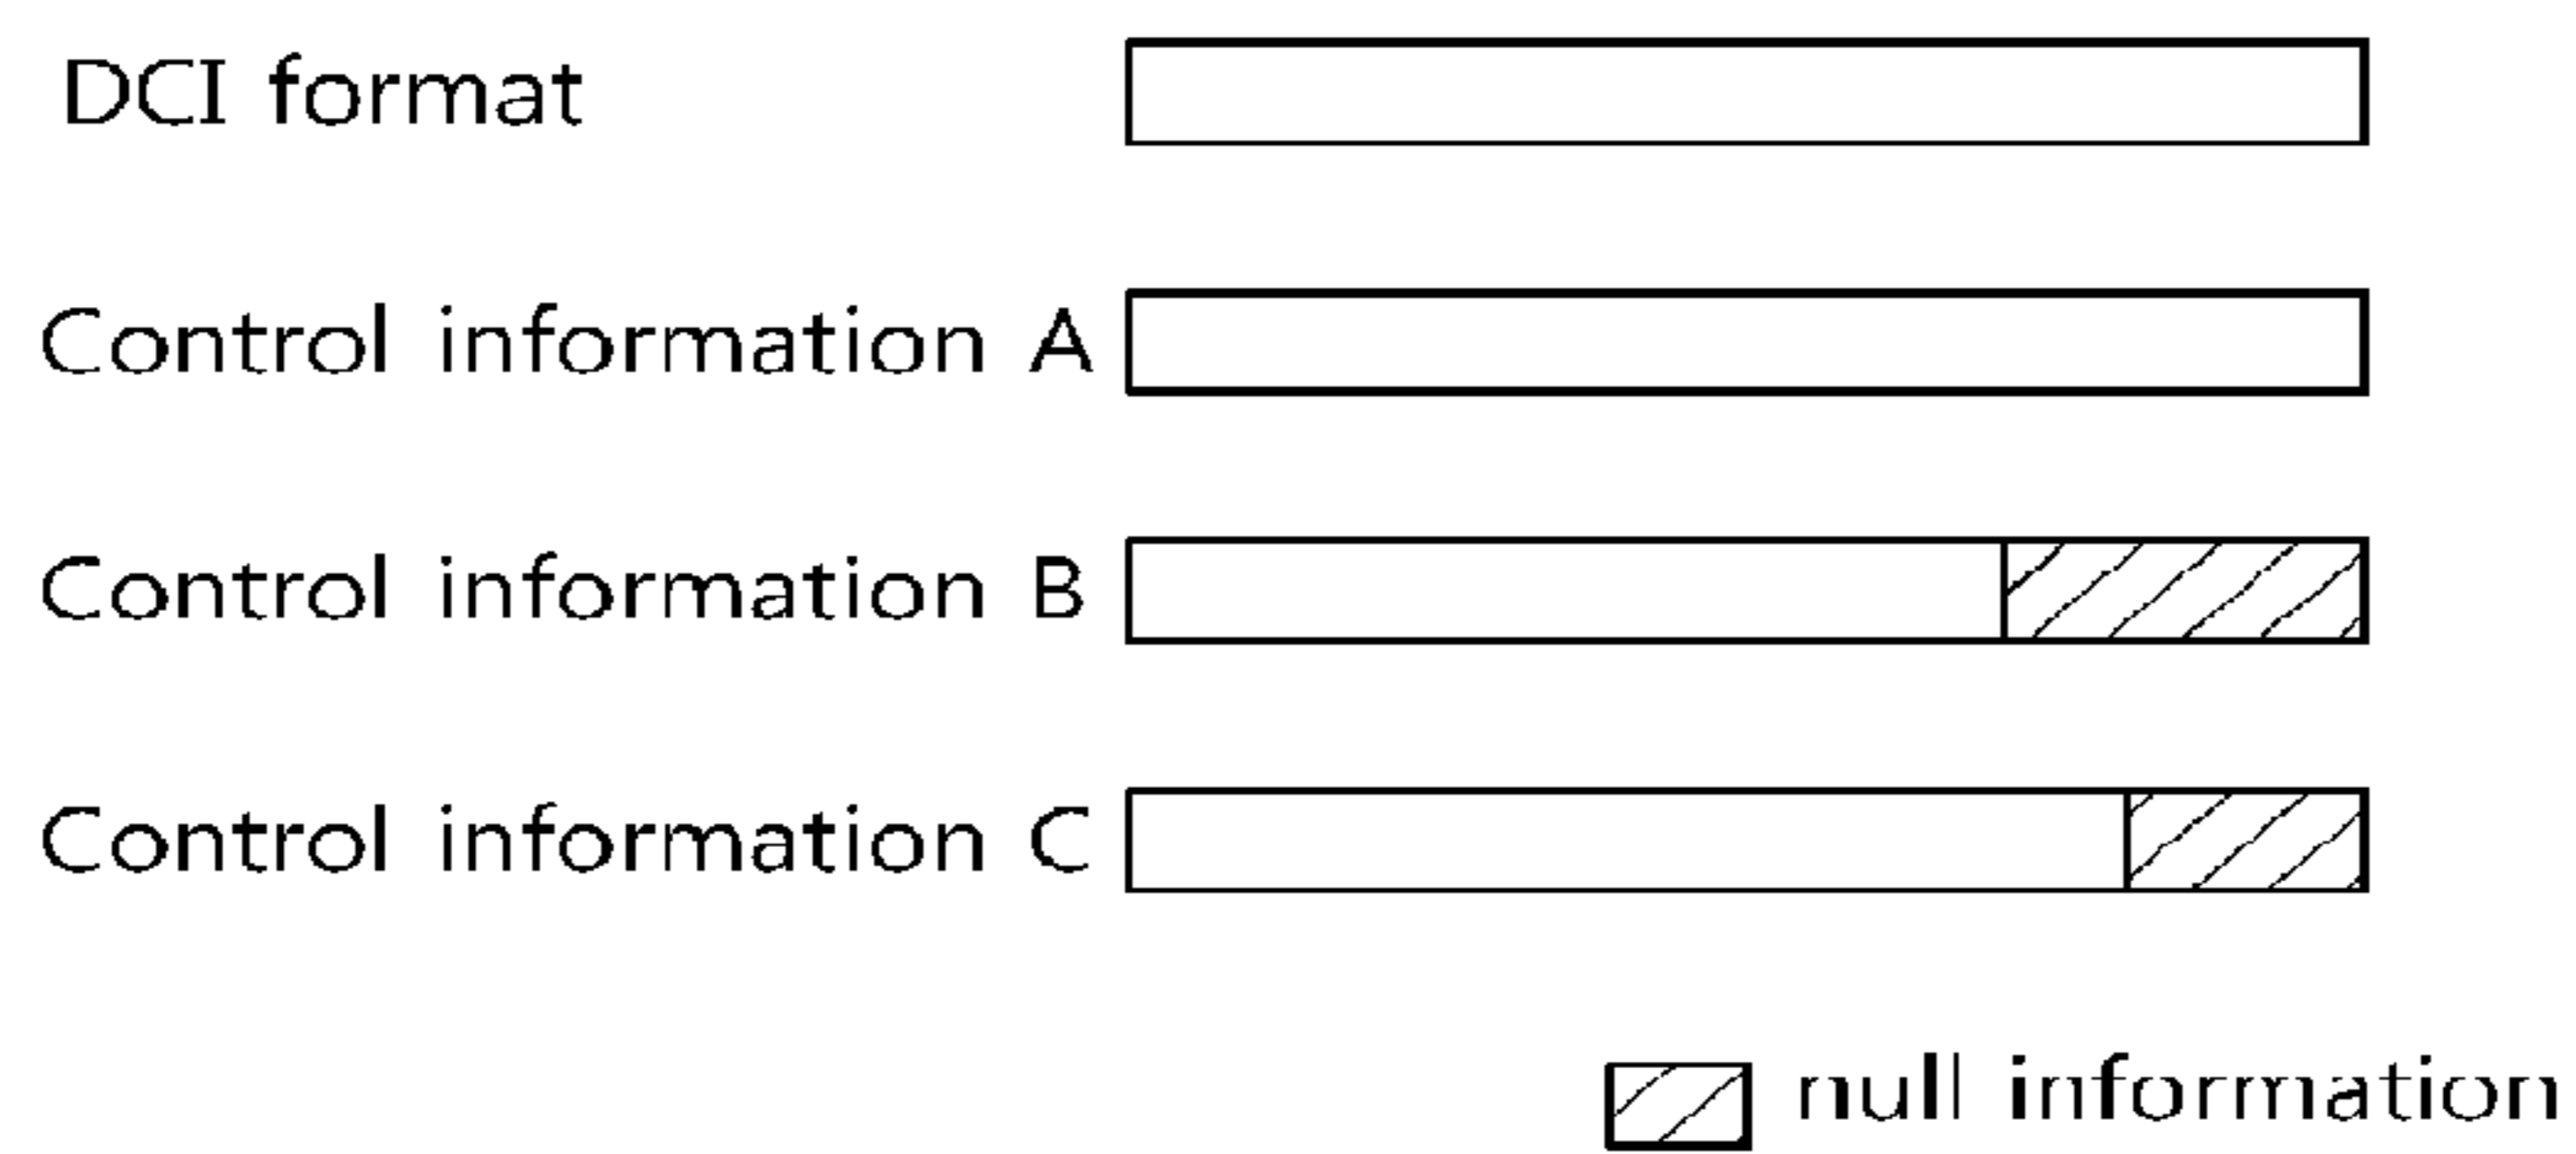 DCI format
Control information A
Control information B
Control information C
null information